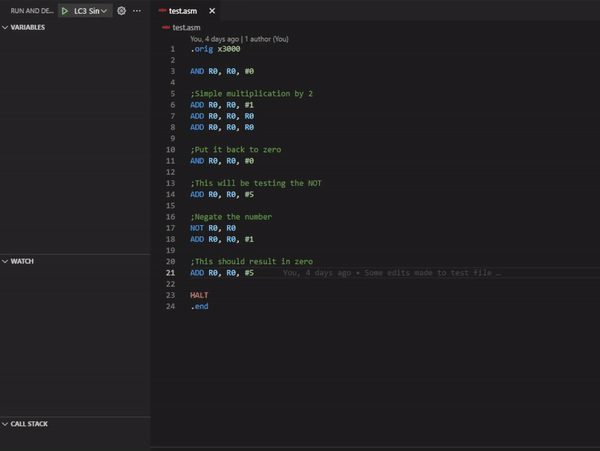 RUN AND DE... LC3 Sin
VARIABLES
WATCH
CALL STACK
test.asm
test.asm
You, 4 days ago | 1 author (You)
1 .orig x3000
2
3 AND R0, R0, #0
4
5 ;Simple multiplication by 2
6 ADD R0, R0, #1
7 ADD R0, R0, R0
8 ADD R0, R0, R0
9
10 ;Put it back to zero
11 AND R0, R0, #0
12
13 ;This will be testing the NOT
14 ADD R0, R0, #5
15
16 ;Negate the number
17 NOT R0, R0
18 ADD R0, R0, #1
19
20 ;This should result in zero
21 ADD R0, R0, #5 You, 4 days ago • Some edits made to test file …
22
23 HALT
24 .end